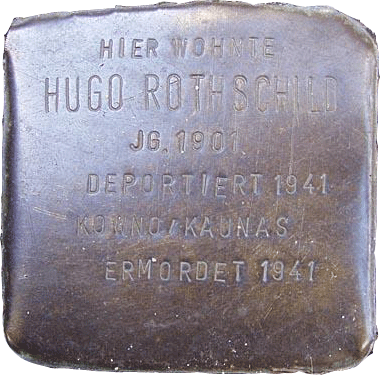 HIER WOHNTE
HUGO ROTHSCHILD
JG. 1901
DEPORTIERT 1941
KOWNO/KAUNAS
ERMORDET 1941